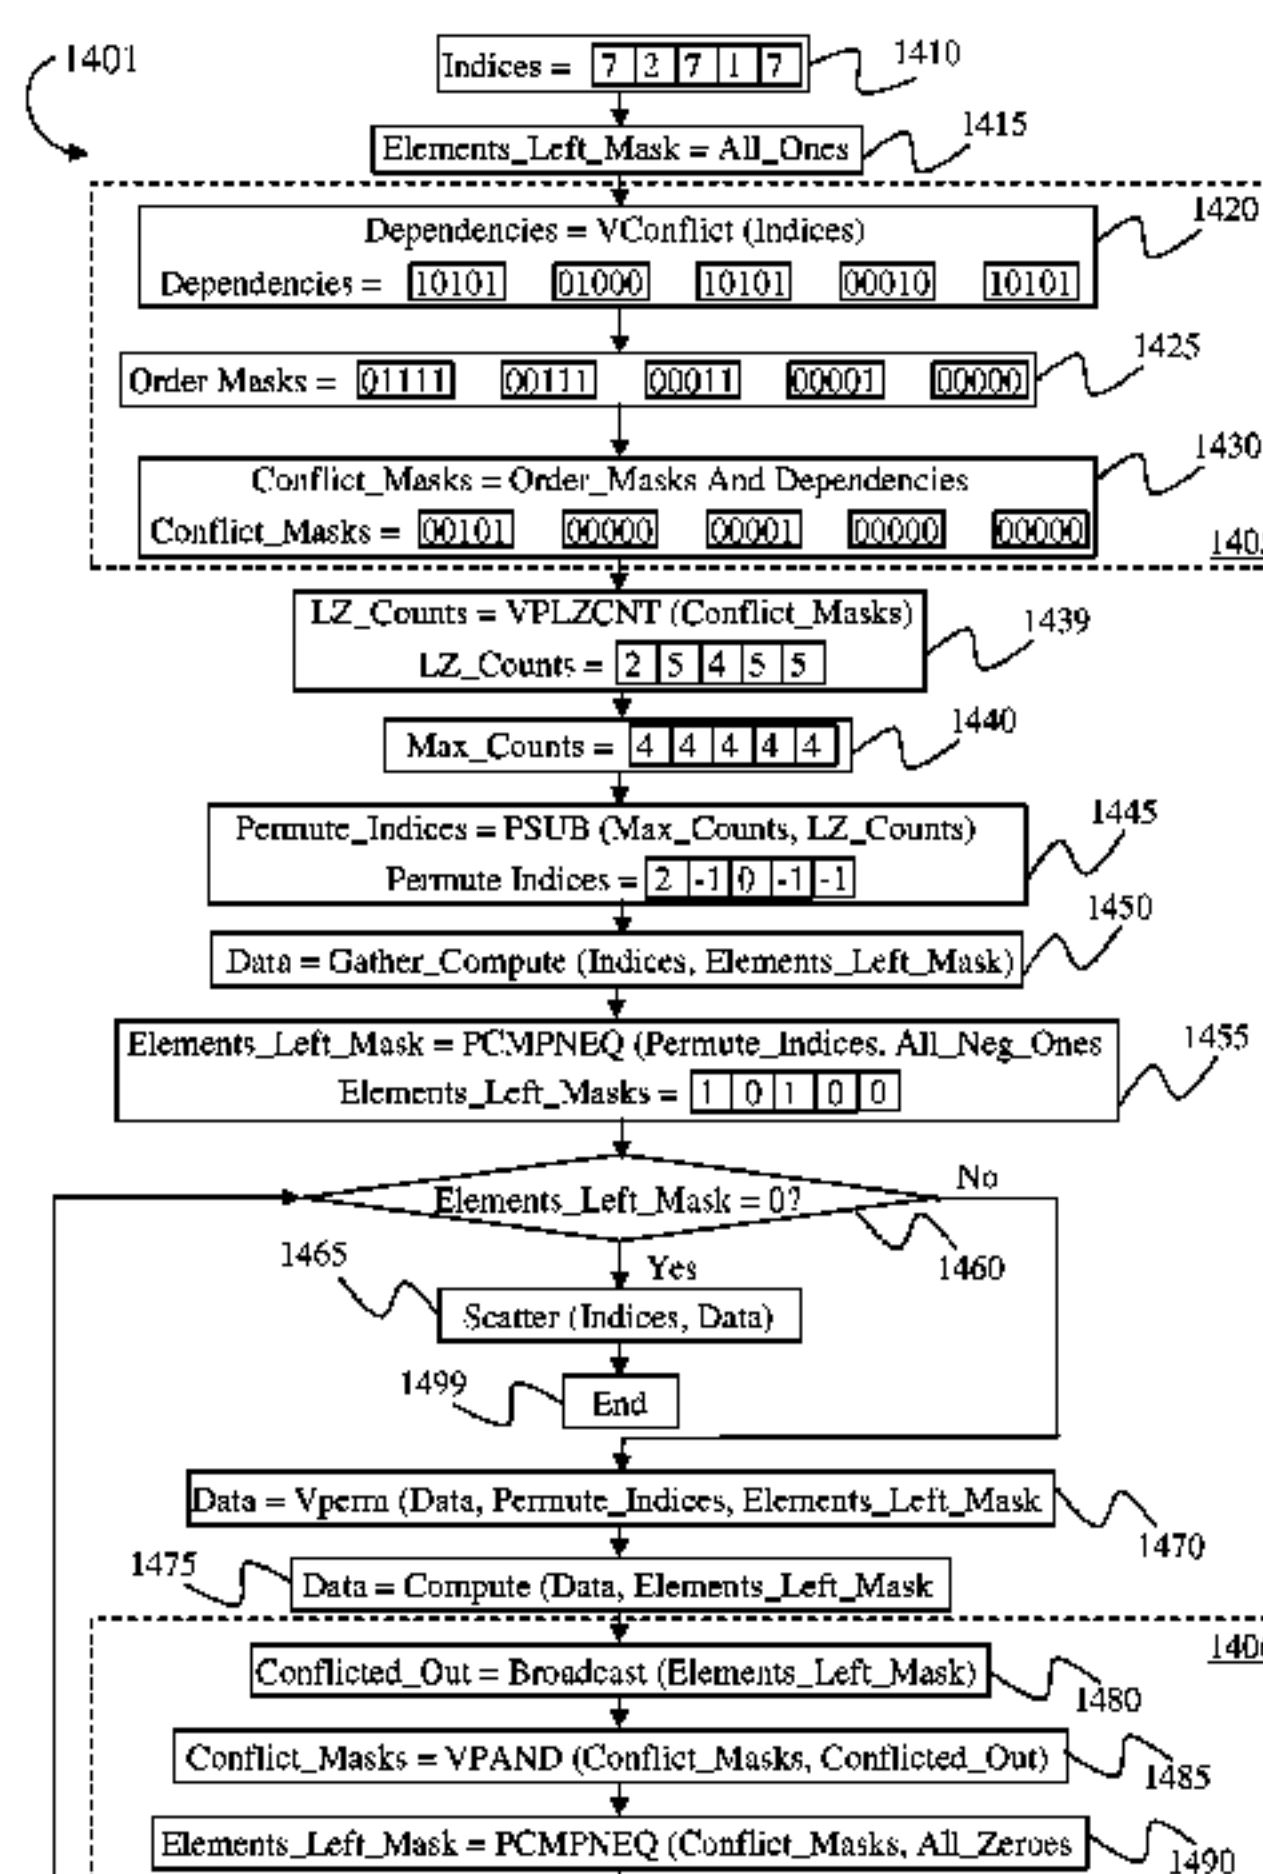 1401
Indices = 7 2 7 1 7
1410
Elements_Left_Mask = All_Ones
1415
Dependencies = VConflict (Indices)
1420
Dependencies = 10101 01000 10101 00010 10101
Order Masks = 01111 00111 00011 00001 00000
1425
Conflict_Masks = Order_Masks And Dependencies
1430
Conflict_Masks = 00101 00000 00001 00000 00000
LZ_Counts = VPLZCNT (Conflict_Masks)
1439
LZ_Counts = 2 5 4 5 5
Max_Counts = 4 4 4 4 4
1440
Permute_Indices = PSUB (Max_Counts, LZ_Counts)
1445
Permute Indices = 2 -1 0 -1 -1
Data = Gather_Compute (Indices, Elements_Left_Mask)
1450
Elements_Left_Mask = PCMPNEQ (Permute_Indices. All_Neg_Ones
1455
Elements_Left_Masks = 1 0 1 0 0
Elements_Left_Mask = 0?
No
1460
Yes
1465
Scatter (Indices, Data)
1499
End
Data = Vperm (Data, Permute_Indices, Elements_Left_Mask
1470
1475
Data = Compute (Data, Elements_Left_Mask
Conflicted_Out = Broadcast (Elements_Left_Mask)
1480
Conflict_Masks = VPAND (Conflict_Masks, Conflicted_Out)
1485
Elements_Left_Mask = PCMPNEQ (Conflict_Masks, All_Zeroes
1490